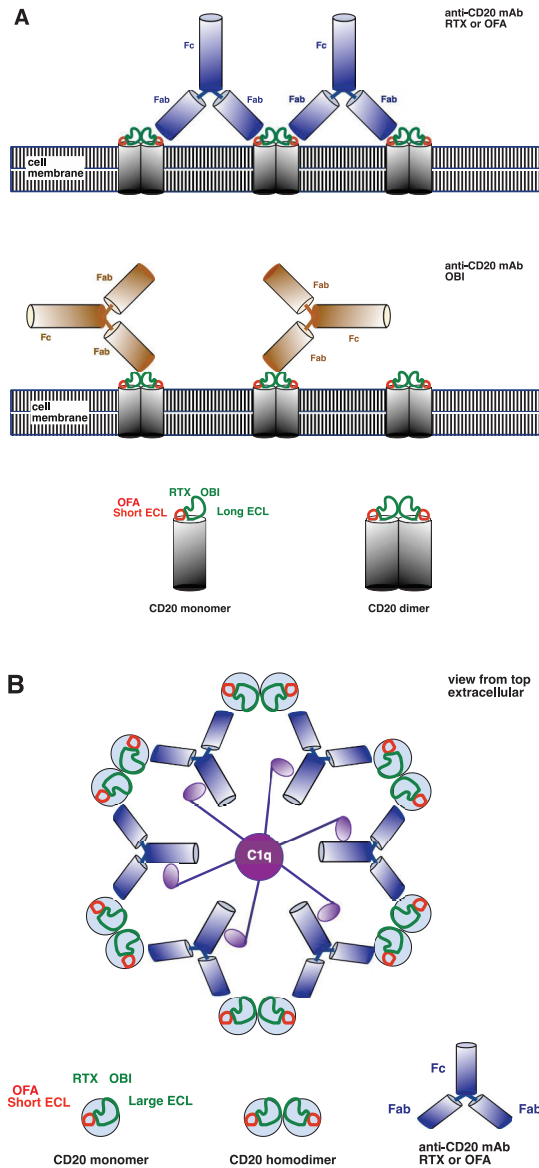 A
anti-CD20 mAb
RTX or OFA
Fc
Fc
Fab
Fab
Fab
Fab
cell
membrane
anti-CD20 mAb
OBI
Fab
Fab
Fc
Fc
Fab
Fab
cell
membrane
RTX OBI
OFA
Short ECL
Long ECL
CD20 monomer
CD20 dimer
B
view from top
extracellular
C1q
RTX OBI
OFA
Short ECL
Large ECL
Fc
Fab
Fab
CD20 monomer
CD20 homodimer
anti-CD20 mAb
RTX or OFA